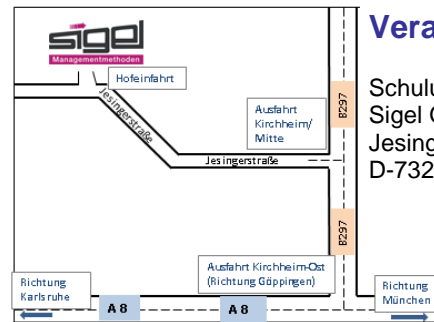 sigel
Managementmethoden
Hofeinfahrt
Jesingerstraße
Ausfahrt
Kirchheim/
Mitte
B297
Jesingerstraße
B297
Ausfahrt Kirchheim-Ost
(Richtung Göppingen)
Richtung
Karlsruhe
A 8
A 8
Richtung
München
Vera
Schulu
Sigel
Jesing
D-732